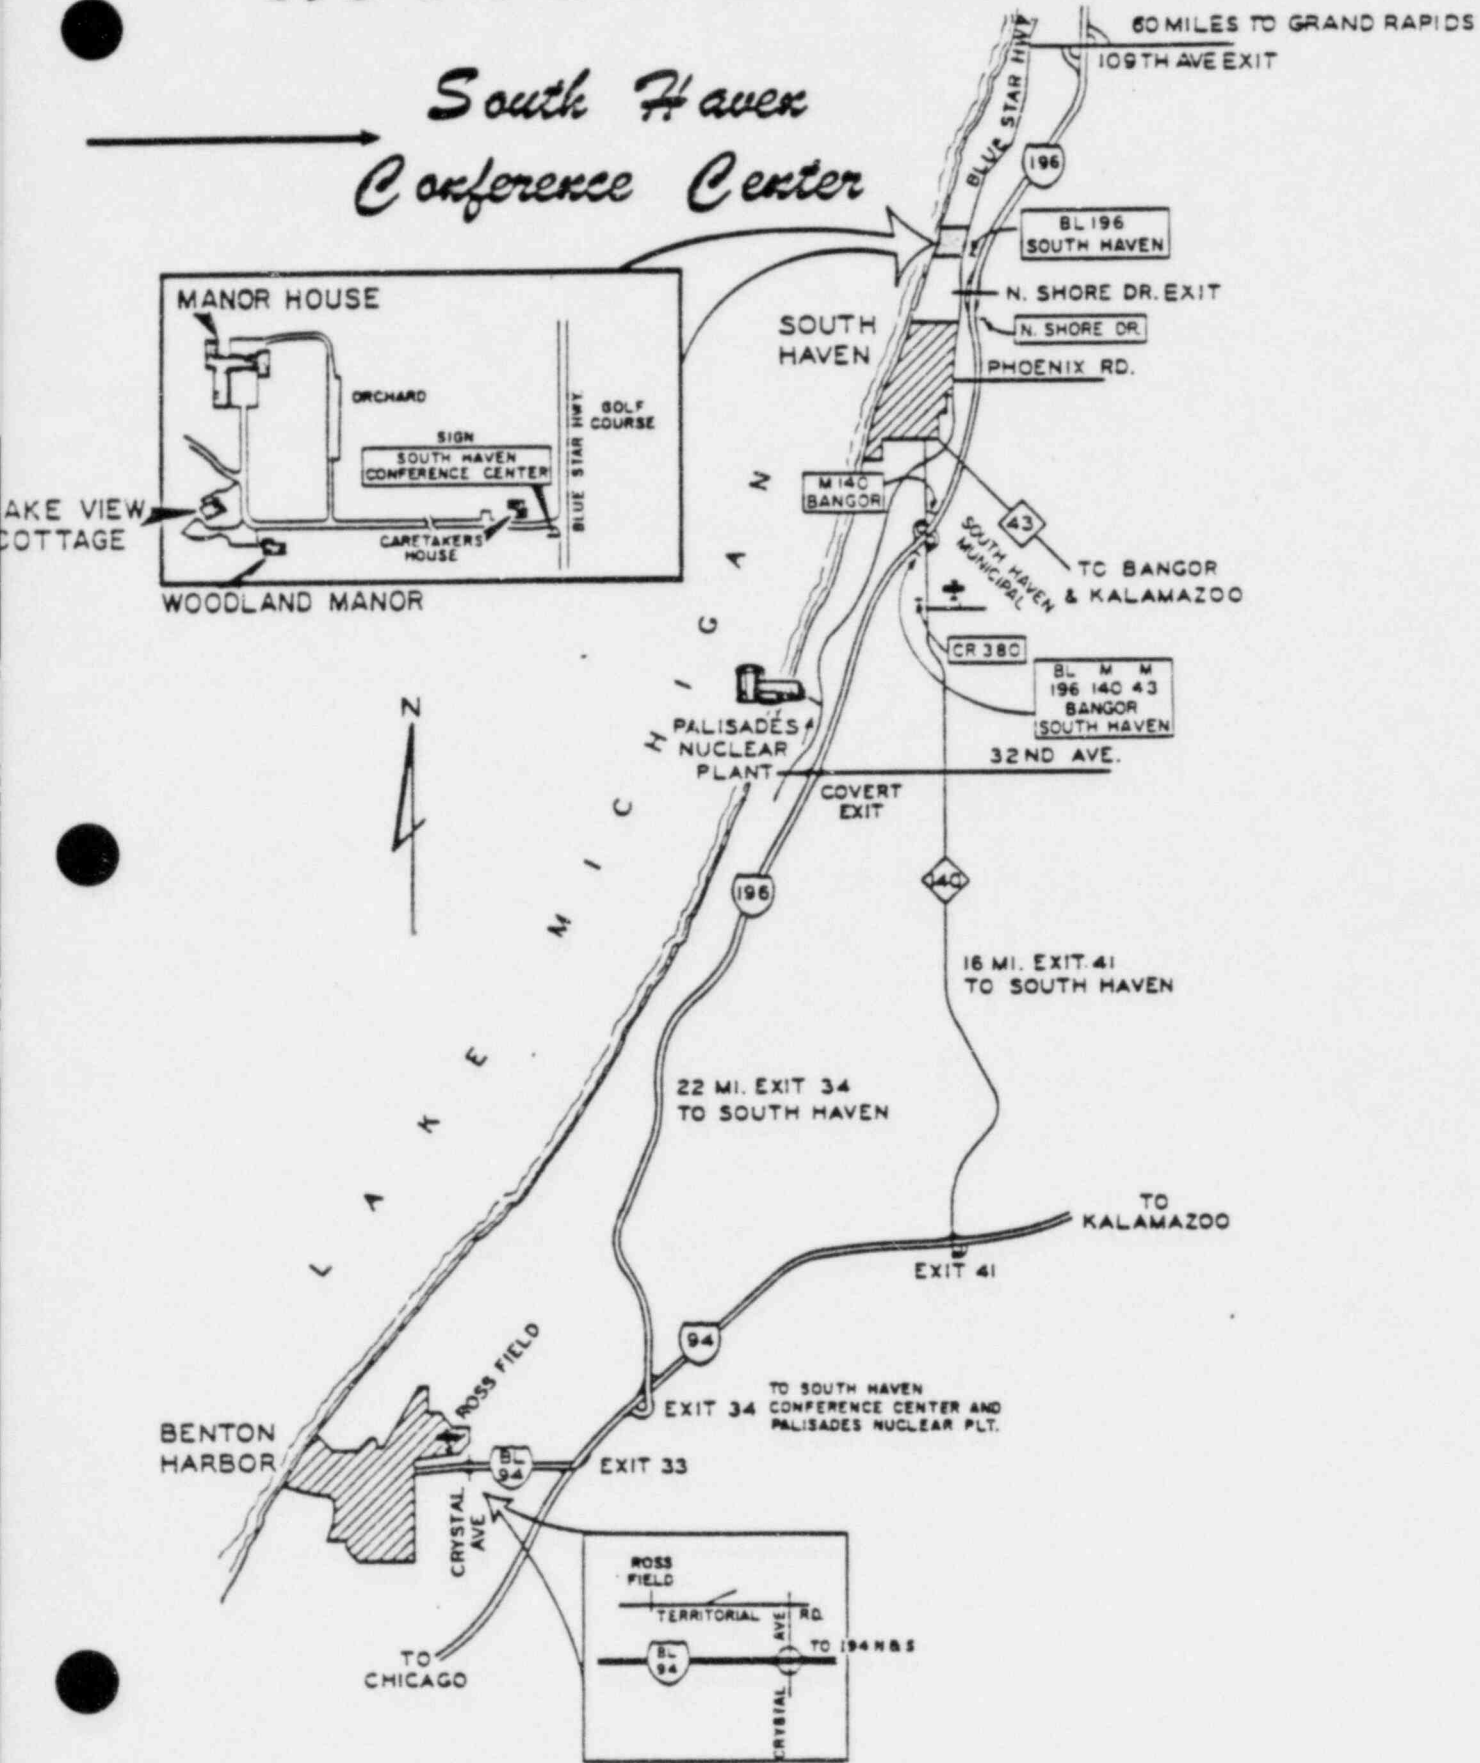 60 MILES TO GRAND RAPIDS
109TH AVE EXIT
BLUE STAR HWY
196
South Haven
Conference Center
BL 196
SOUTH HAVEN
N. SHORE DR. EXIT
N. SHORE DR.
SOUTH
HAVEN
PHOENIX RD.
MANOR HOUSE
ORCHARD
GOLF
COURSE
BLUE STAR HWY.
SIGN
SOUTH HAVEN
CONFERENCE CENTER
CARETAKERS
HOUSE
AKE VIEW
COTTAGE
WOODLAND MANOR
M 140
BANGOR
43
SOUTH HAVEN
MUNICIPAL
TO BANGOR
& KALAMAZOO
CR 380
BL M M
196 140 43
BANGOR
SOUTH HAVEN
PALISADES
NUCLEAR
PLANT
32ND AVE.
COVERT
EXIT
N
LAKE MICHIGAN
196
140
16 MI. EXIT 41
TO SOUTH HAVEN
22 MI. EXIT 34
TO SOUTH HAVEN
TO
KALAMAZOO
EXIT 41
94
ROSS FIELD
EXIT 34
TO SOUTH HAVEN
CONFERENCE CENTER AND
PALISADES NUCLEAR PLT.
BENTON
HARBOR
EXIT 33
CRYSTAL
AVE
TO
CHICAGO
ROSS
FIELD
TERRITORIAL RD.
CRYSTAL AVE
BL
94
TO I94 N & S